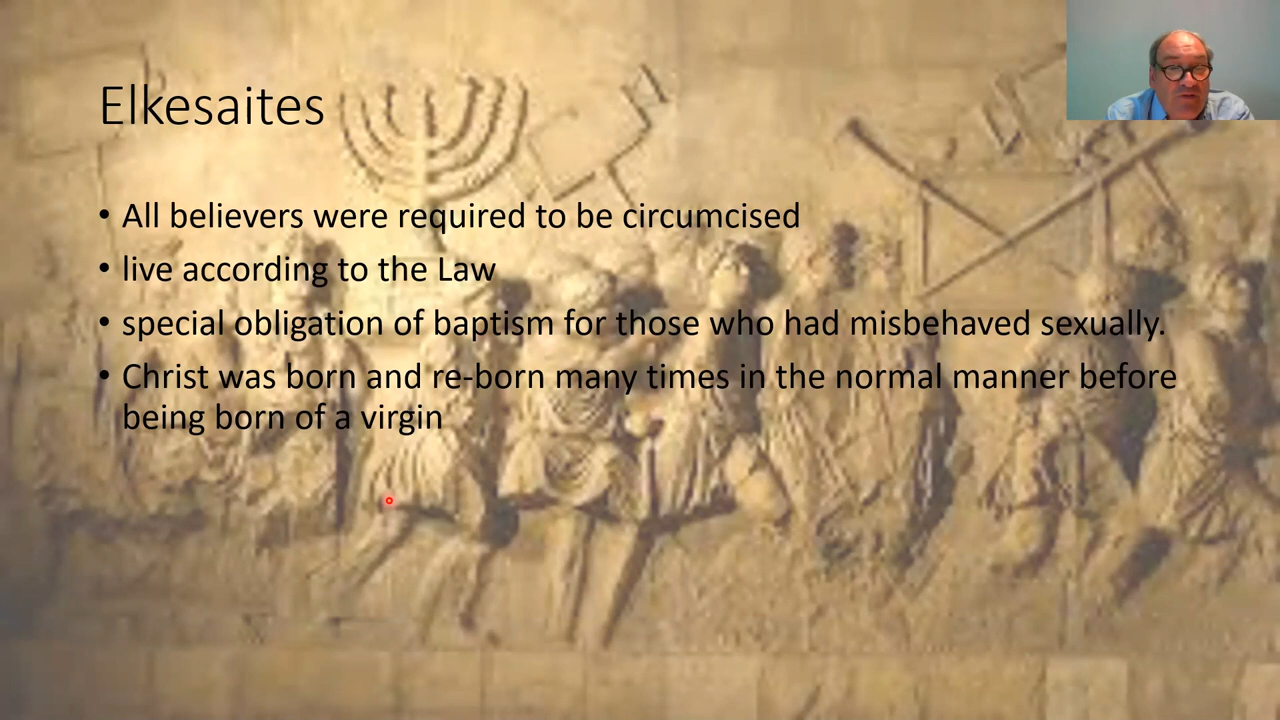 Elkesaites
• All believers were required to be circumcised
• live according to the Law
• special obligation of baptism for those who had misbehaved sexually.
• Christ was born and re-born many times in the normal manner before
being born of a virgin